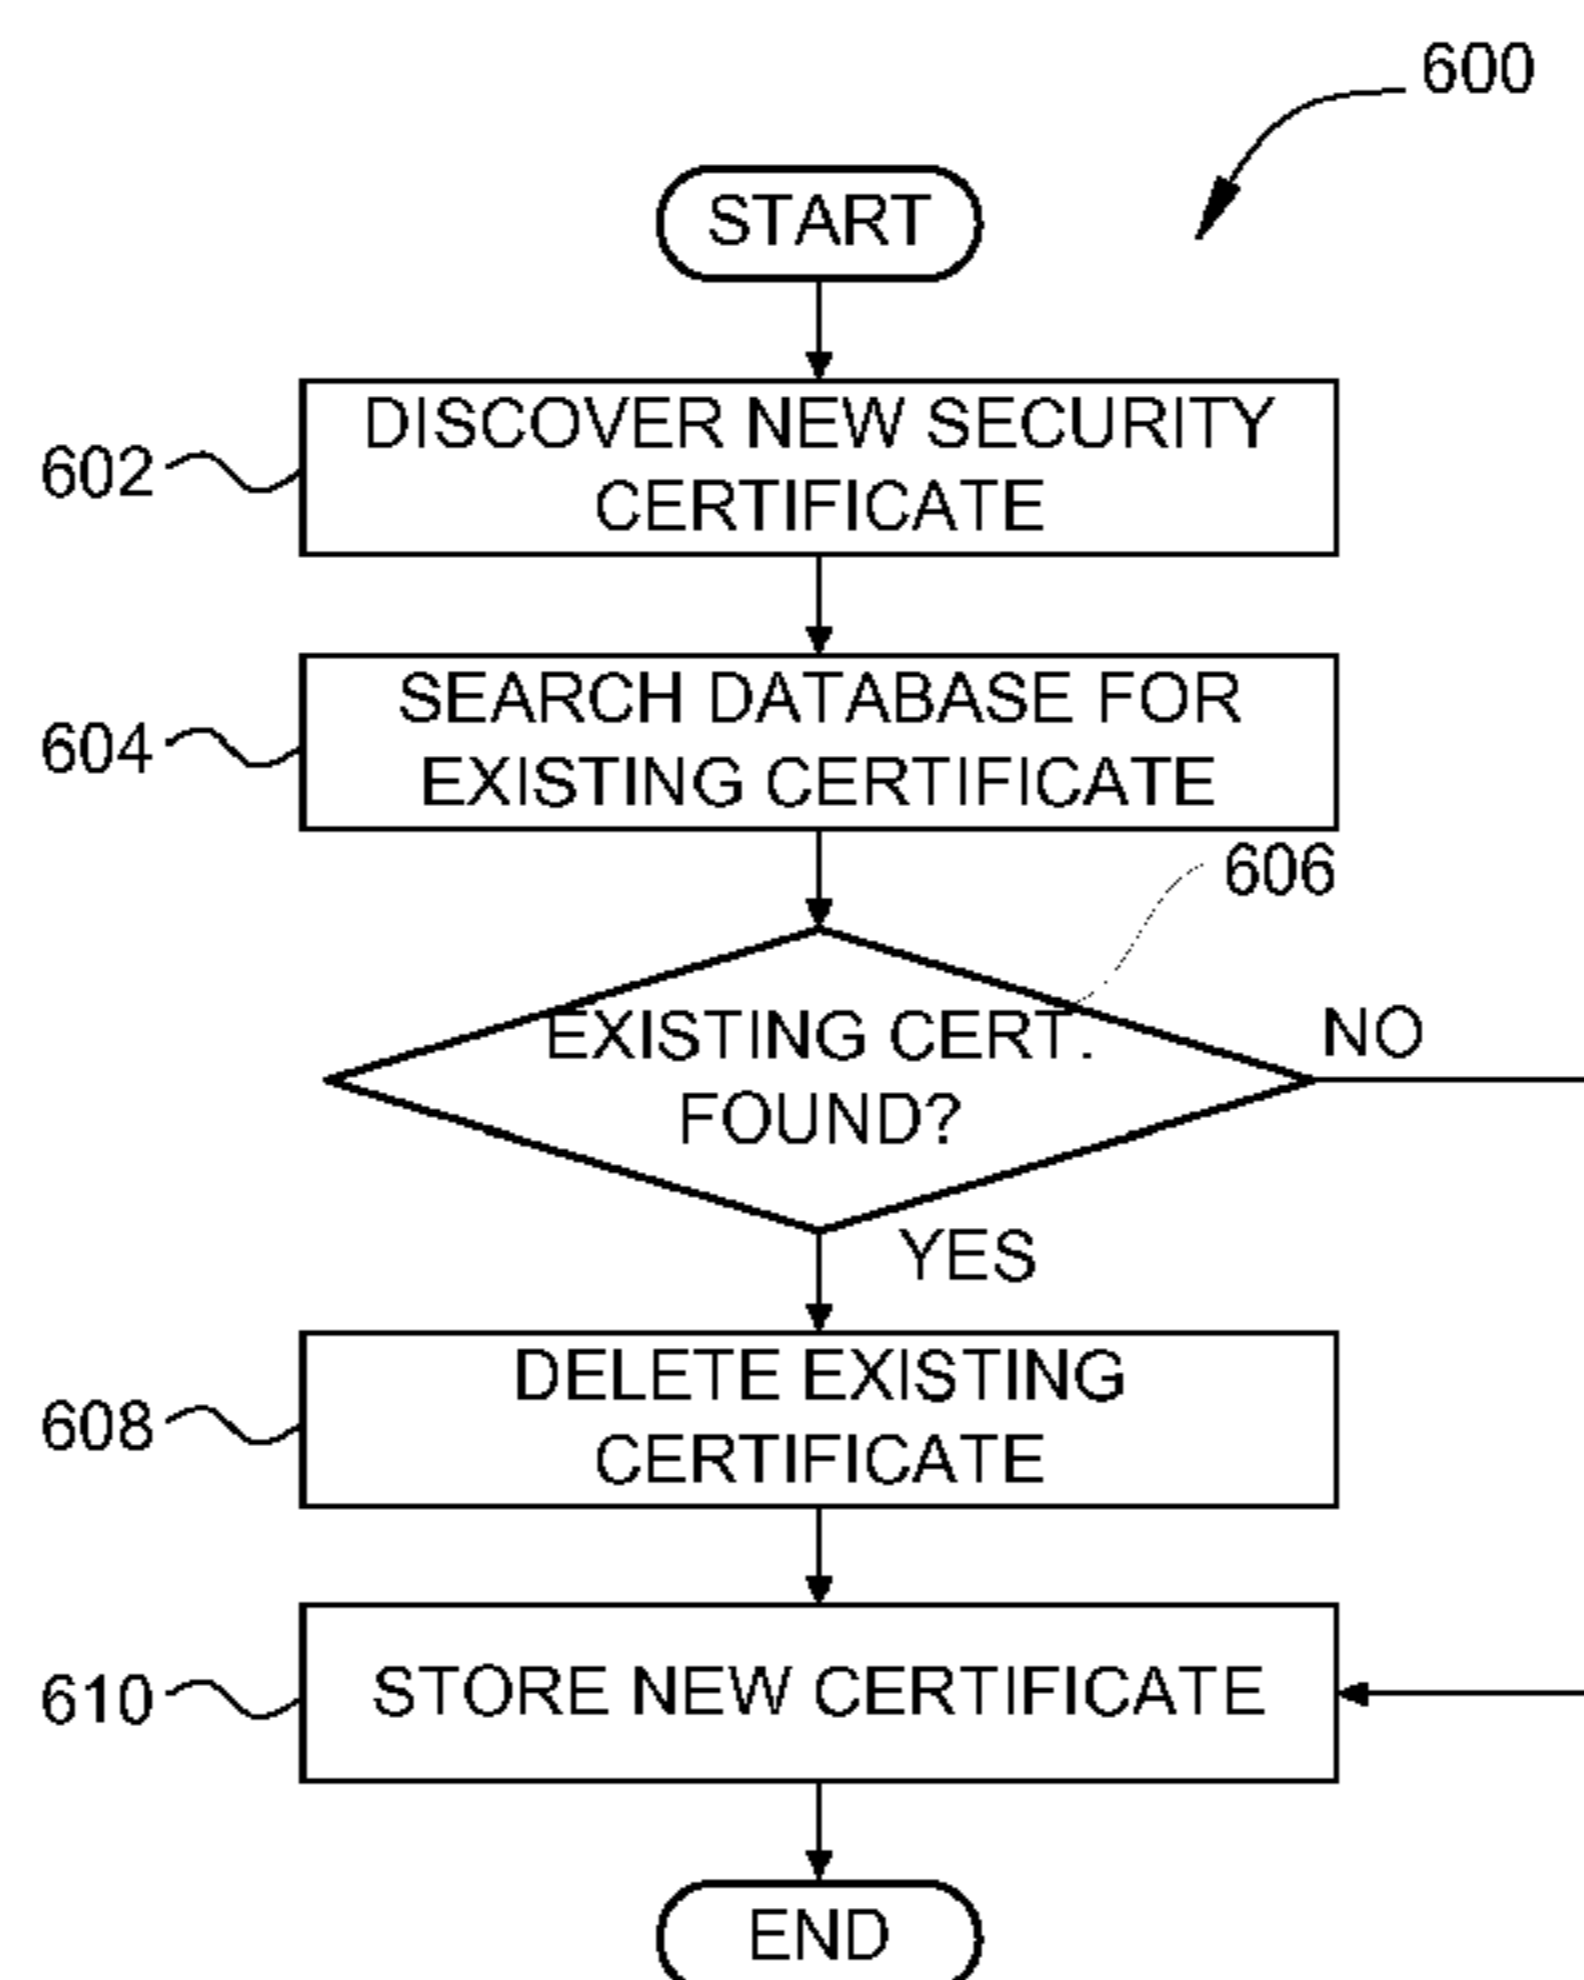 600
START
602
DISCOVER NEW SECURITY
CERTIFICATE
604
SEARCH DATABASE FOR
EXISTING CERTIFICATE
606
EXISTING CERT.
FOUND?
NO
YES
608
DELETE EXISTING
CERTIFICATE
610
STORE NEW CERTIFICATE
END